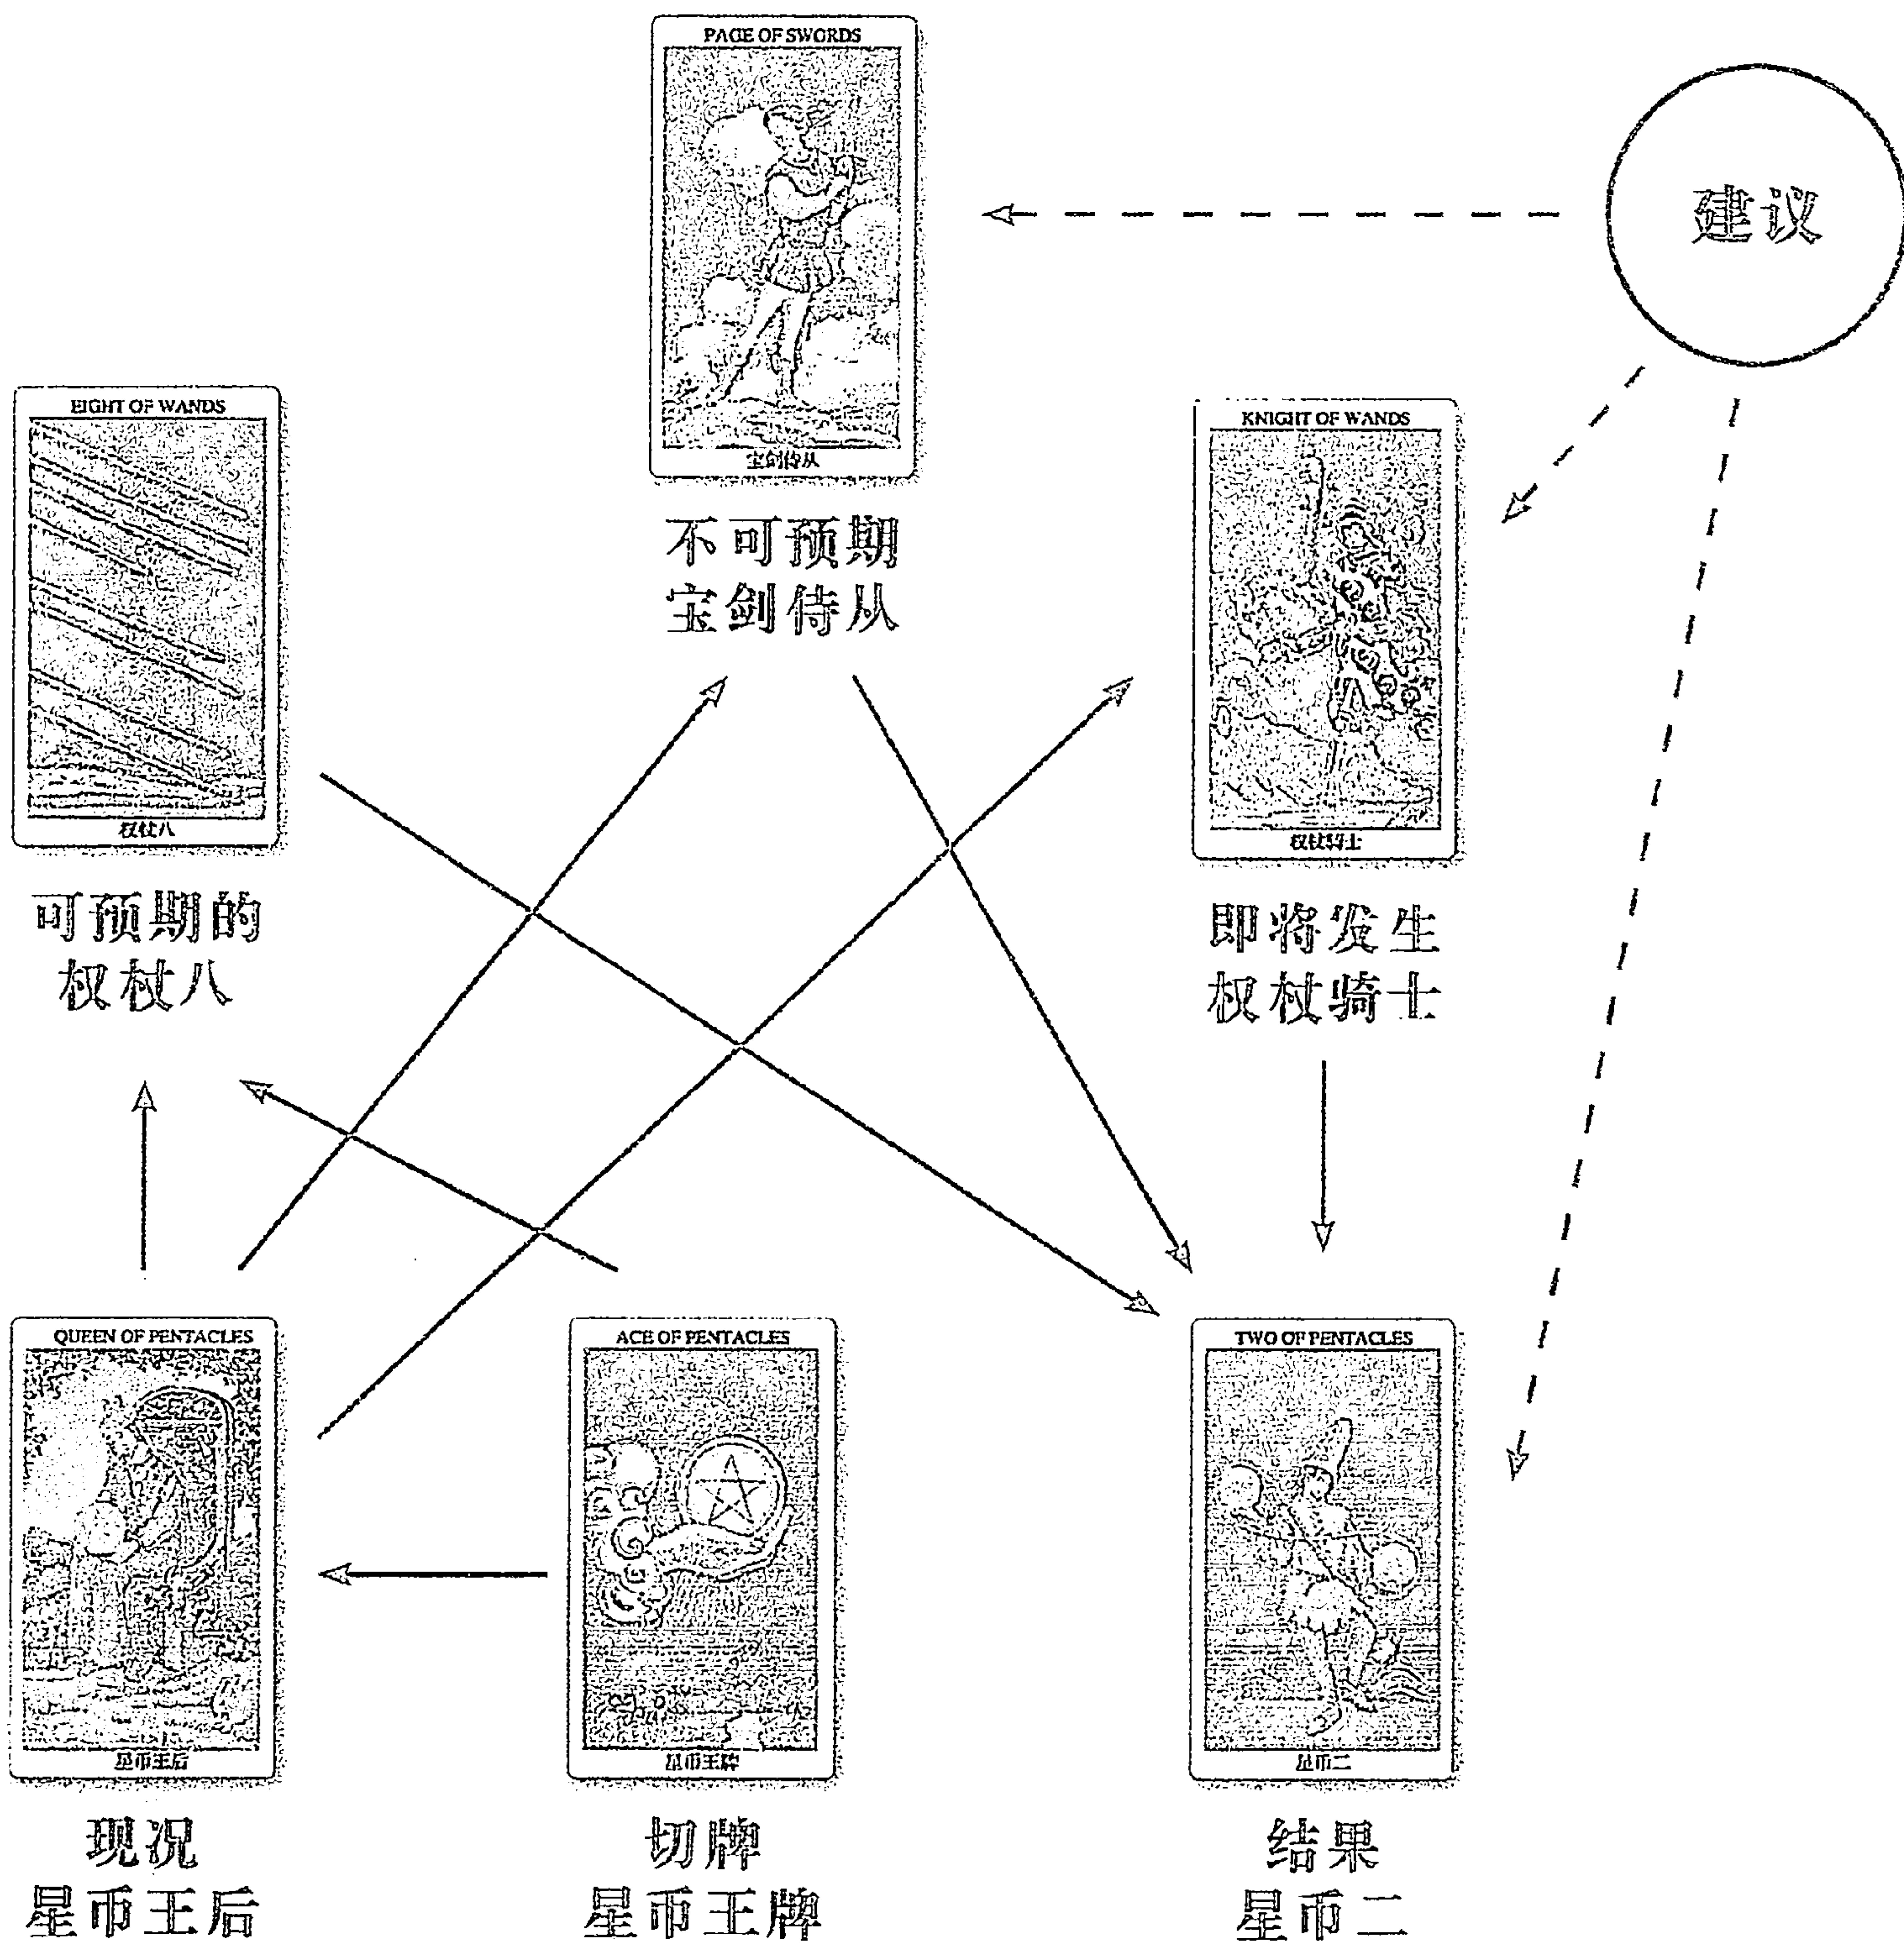 PAGE OF SWORDS
宝剑侍从
不可预期
宝剑侍从
建议
EIGHT OF WANDS
权杖八
可预期的
权杖八
KNIGHT OF WANDS
权杖骑士
即将发生
权杖骑士
QUEEN OF PENTACLES
星币王后
现况
星币王后
ACE OF PENTACLES
星币王牌
切牌
星币王牌
TWO OF PENTACLES
星币二
结果
星币二